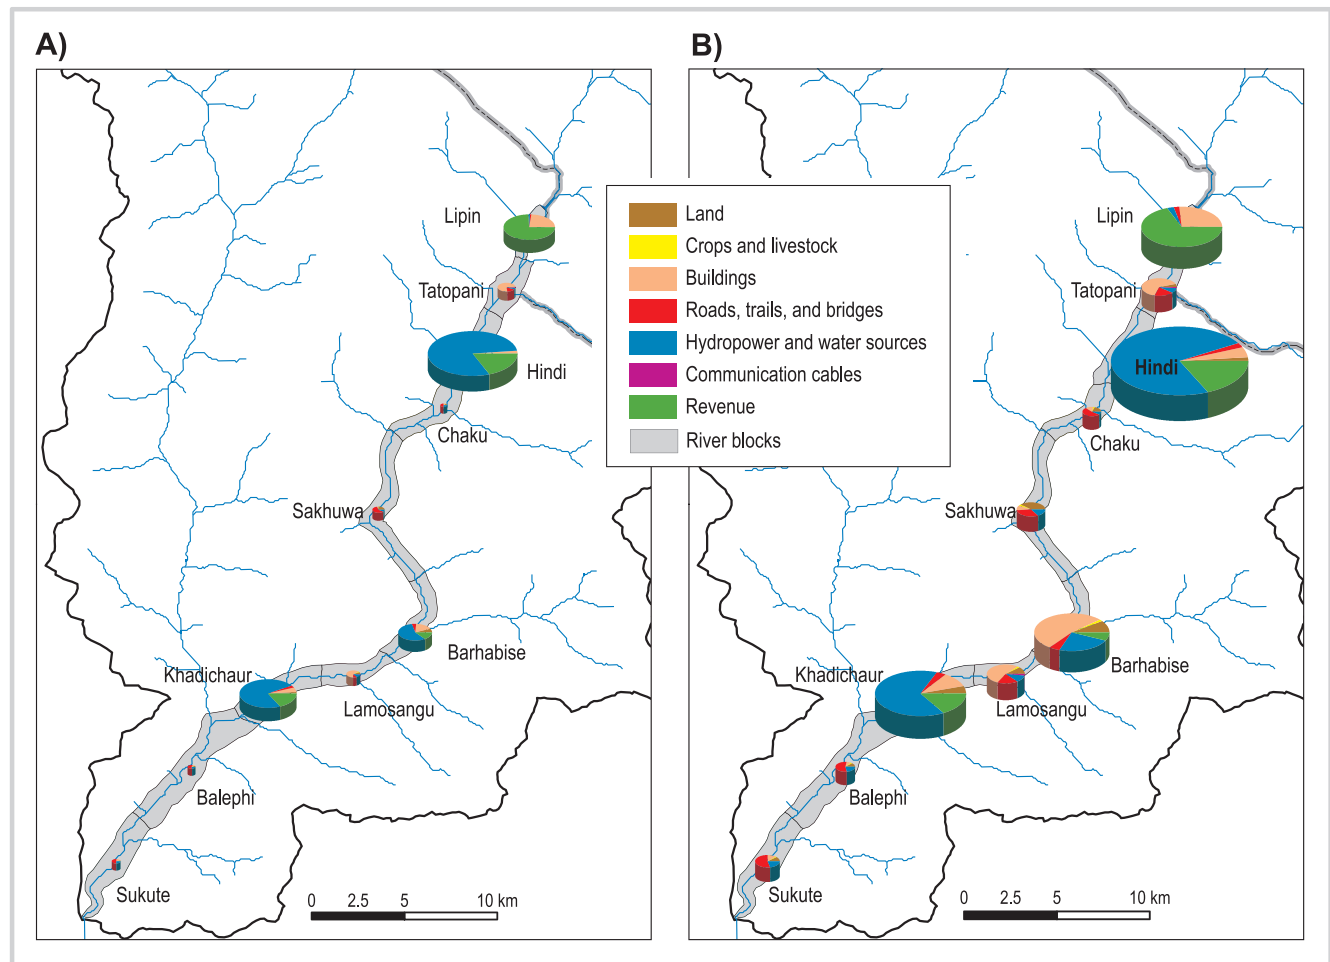 A)
B)
Lipin
Tatopani
Hindi
Chaku
Sakhuwa
Barhabise
Khadichaur
Lamosangu
Balephi
Sukute
0 2.5 5 10 km
Land
Crops and livestock
Buildings
Roads, trails, and bridges
Hydropower and water sources
Communication cables
Revenue
River blocks
Lipin
Tatopani
Hindi
Chaku
Sakhuwa
Barhabise
Khadichaur
Lamosangu
Balephi
Sukute
0 2.5 5 10 km